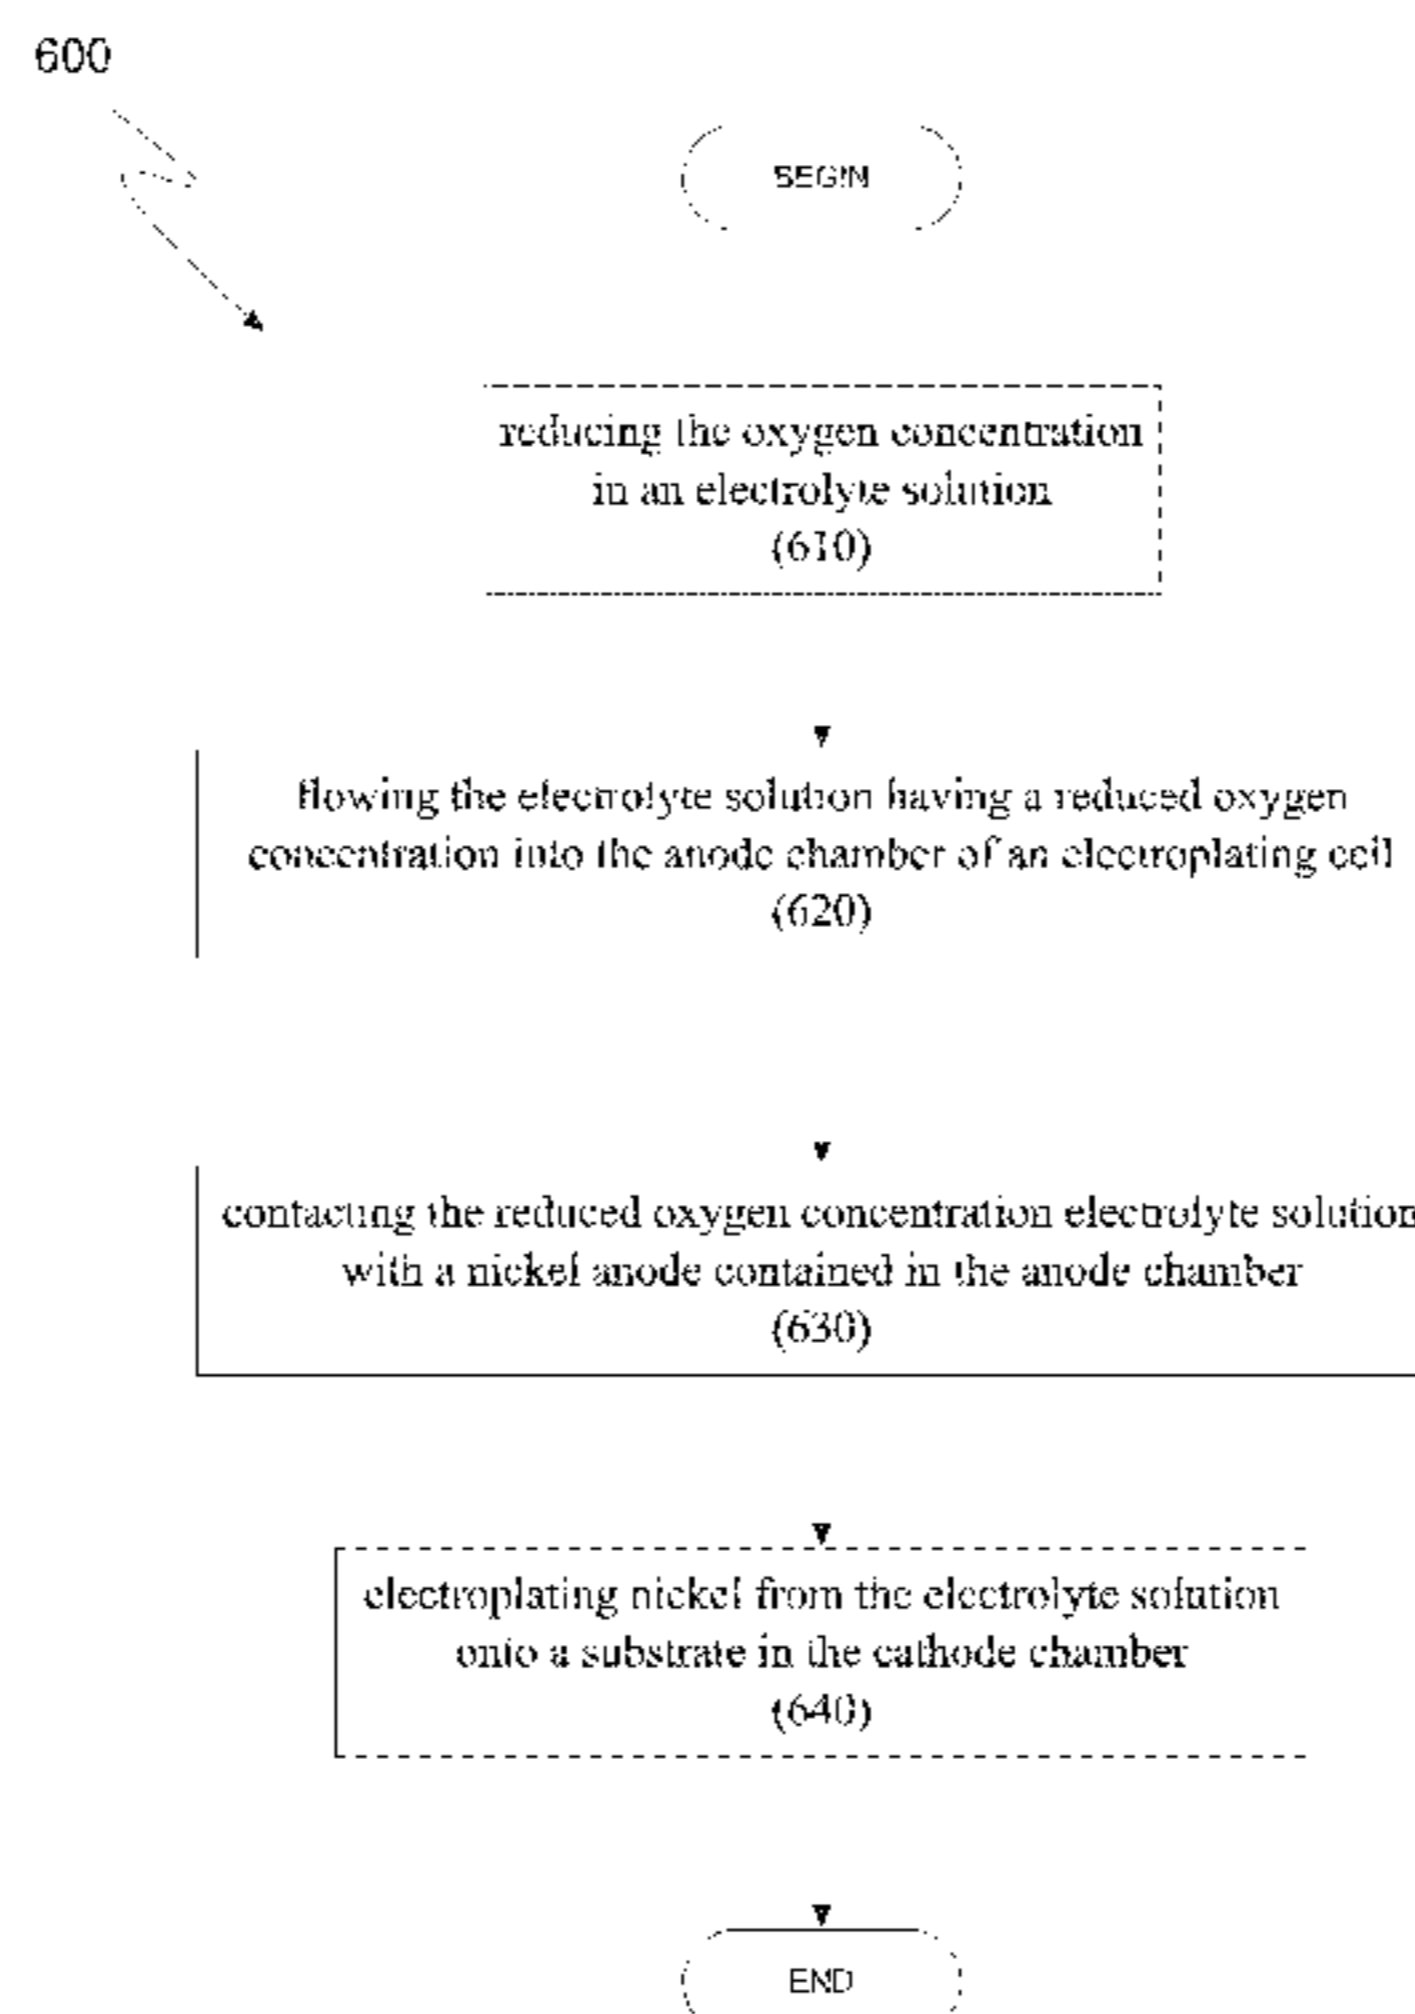 600
BEGIN
reducing the oxygen concentration
in an electrolyte solution
(610)
flowing the electrolyte solution having a reduced oxygen
concentration into the anode chamber of an electroplating cell
(620)
contacting the reduced oxygen concentration electrolyte solution
with a nickel anode contained in the anode chamber
(630)
electroplating nickel from the electrolyte solution
onto a substrate in the cathode chamber
(640)
END